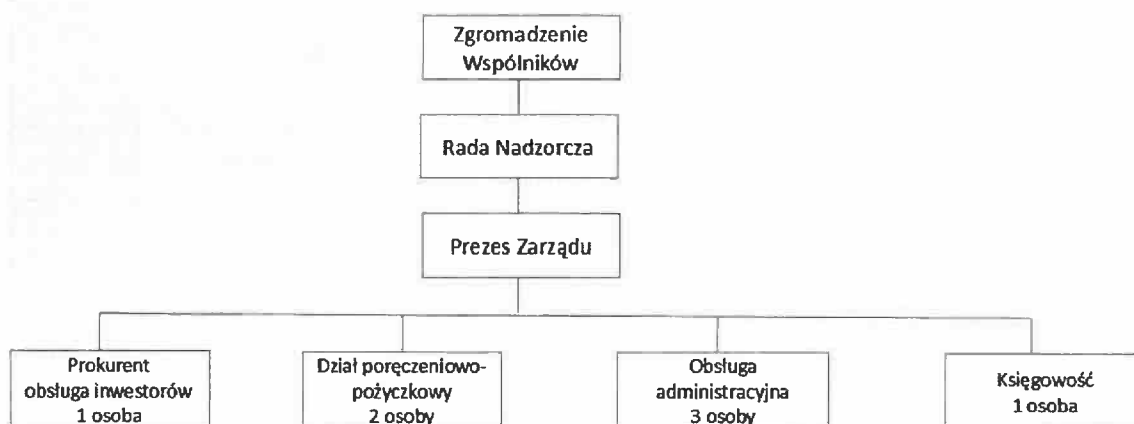 Zgromadzenie
Wspólników
Rada Nadzorcza
Prezes Zarządu
Prokurent
obsługa inwestorów
1 osoba
Dział poręczeniowo-
pożyczkowy
2 osoby
Obsługa
administracyjna
3 osoby
Księgowość
1 osoba